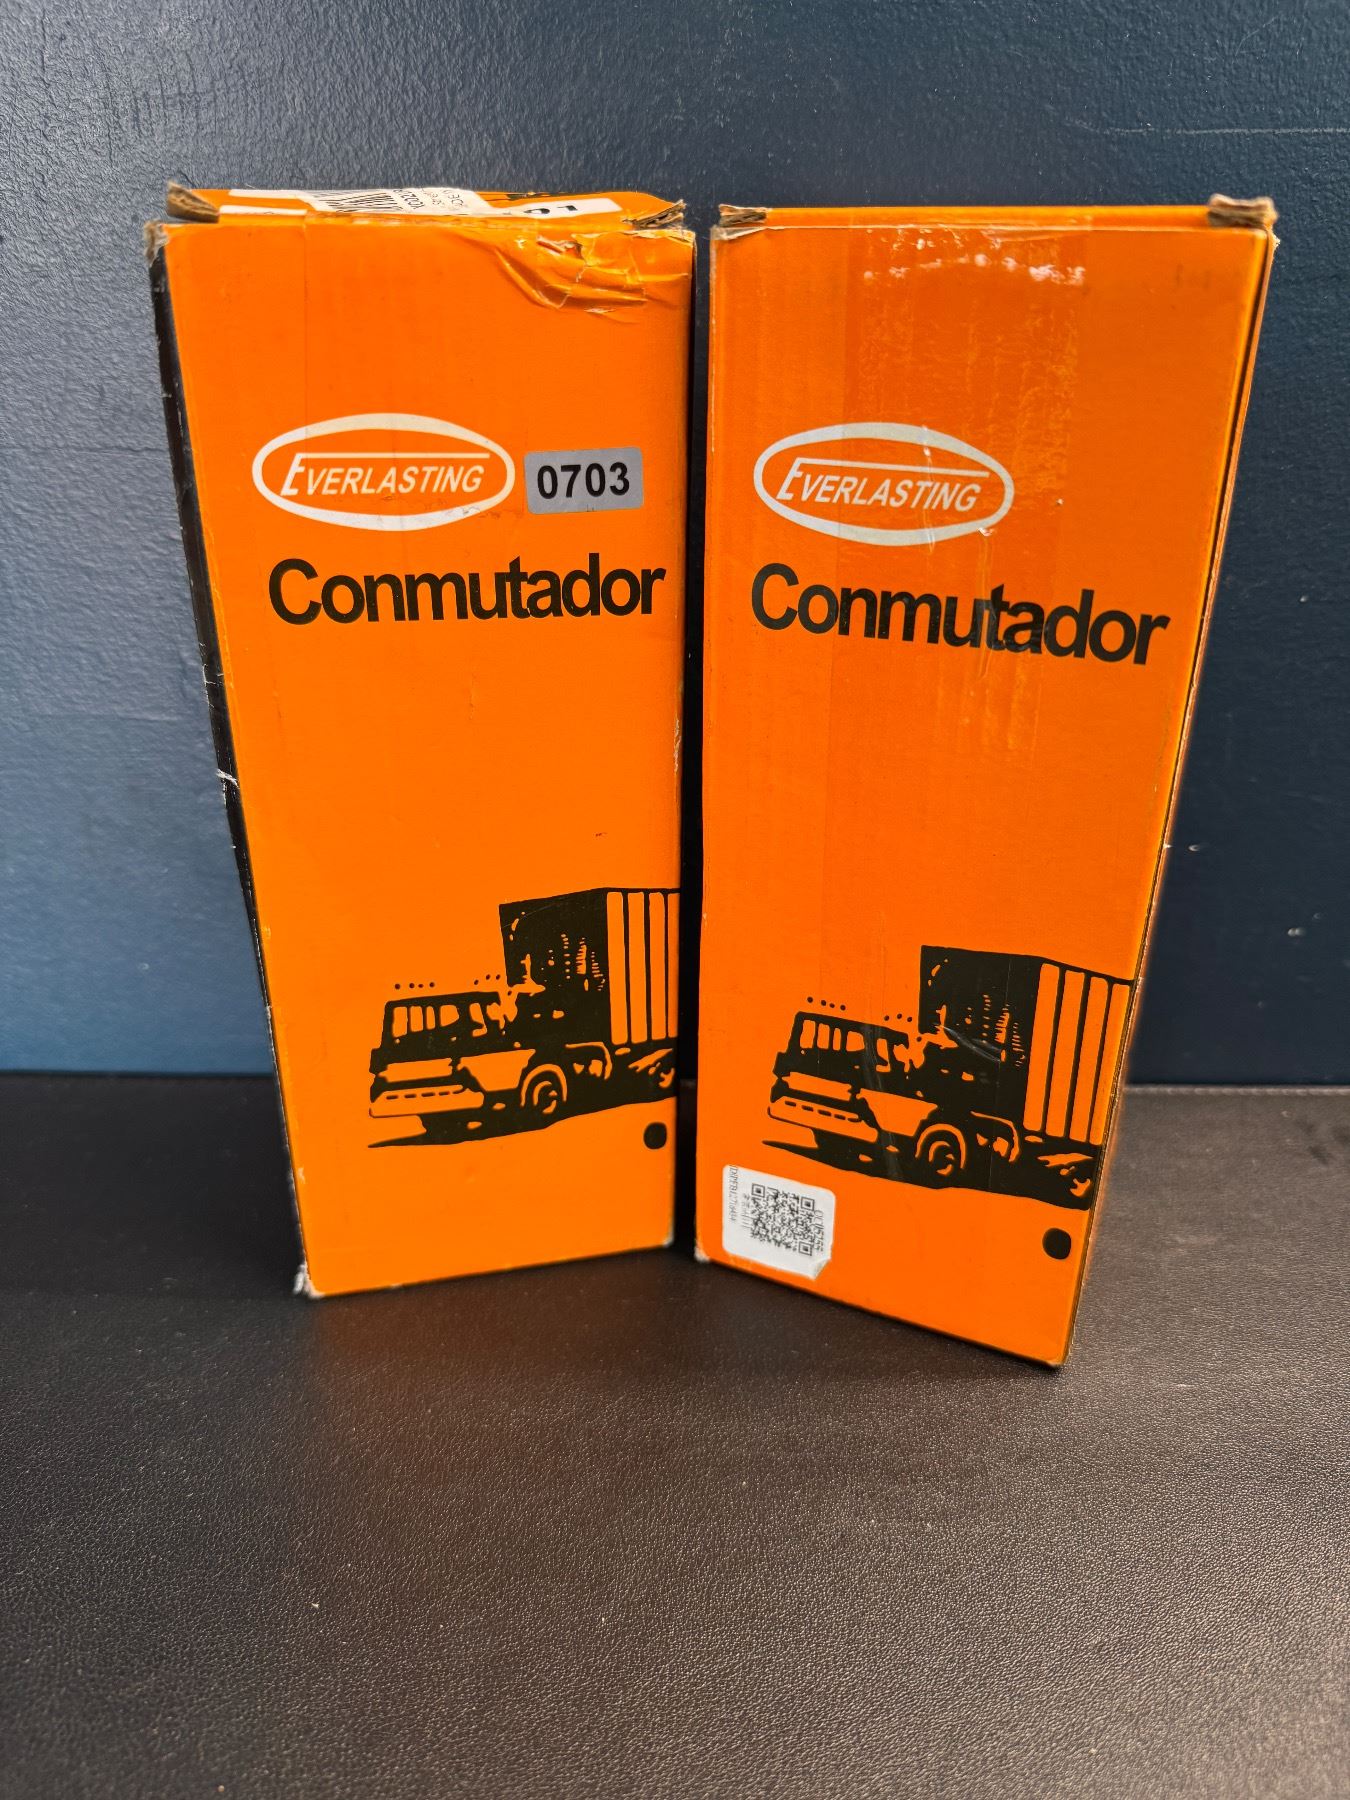 EVERLASTING
0703
Conmutador
EVERLASTING
Conmutador